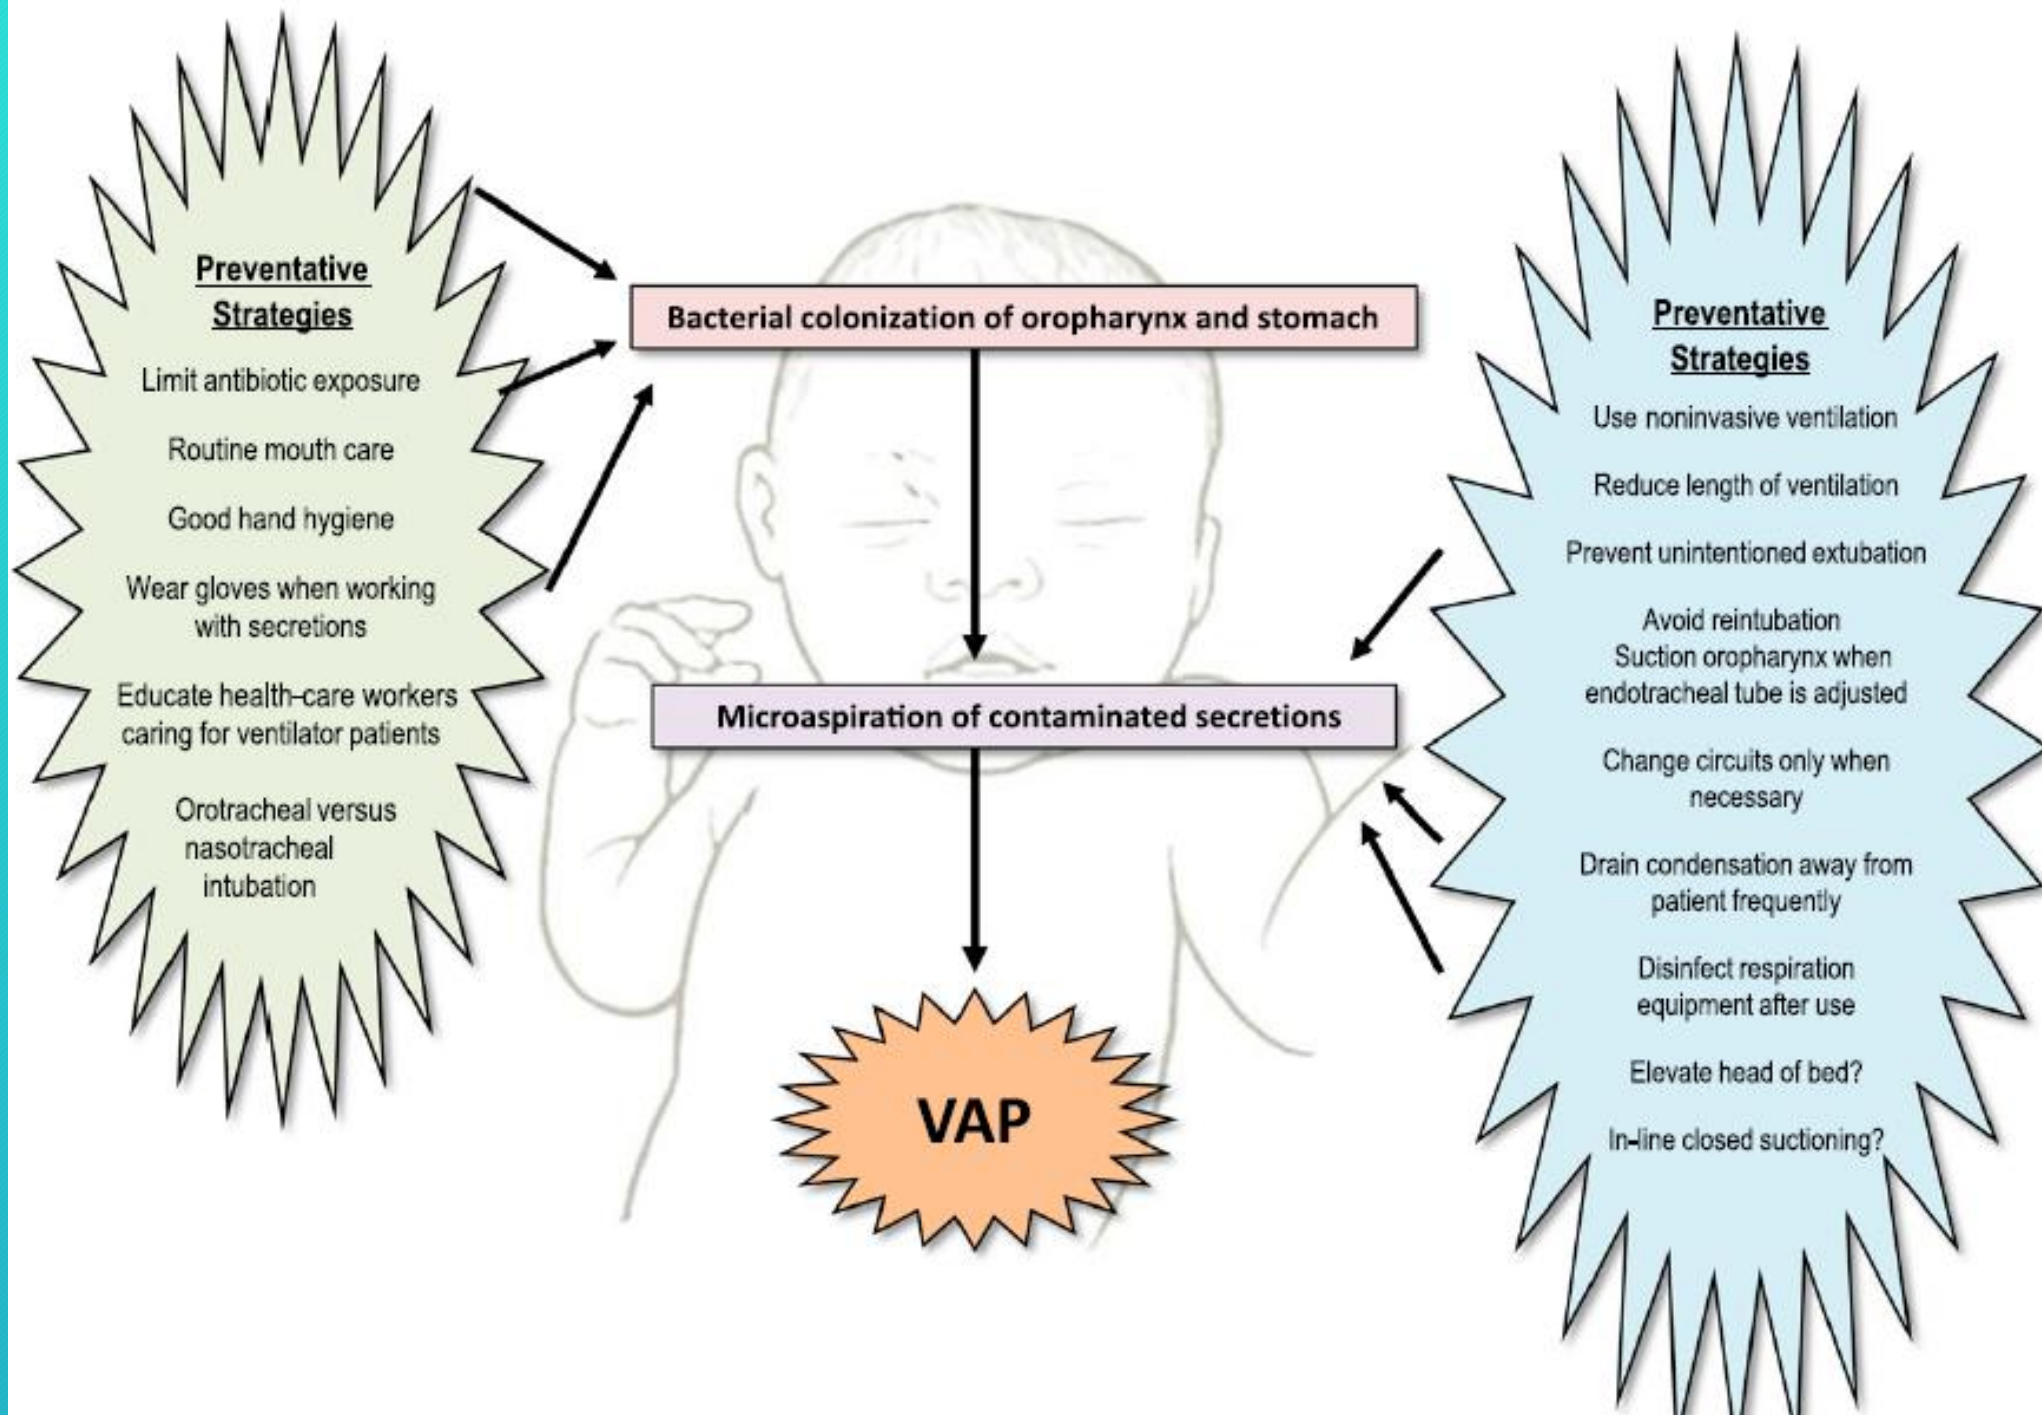 Preventative
Strategies
Limit antibiotic exposure
Routine mouth care
Good hand hygiene
Wear gloves when working
with secretions
Educate health-care workers
caring for ventilator patients
Orotracheal versus
nasotracheal
intubation
Bacterial colonization of oropharynx and stomach
Microaspiration of contaminated secretions
VAP
Preventative
Strategies
Use noninvasive ventilation
Reduce length of ventilation
Prevent unintentioned extubation
Avoid reintubation
Suction oropharynx when
endotracheal tube is adjusted
Change circuits only when
necessary
Drain condensation away from
patient frequently
Disinfect respiration
equipment after use
Elevate head of bed?
In-line closed suctioning?